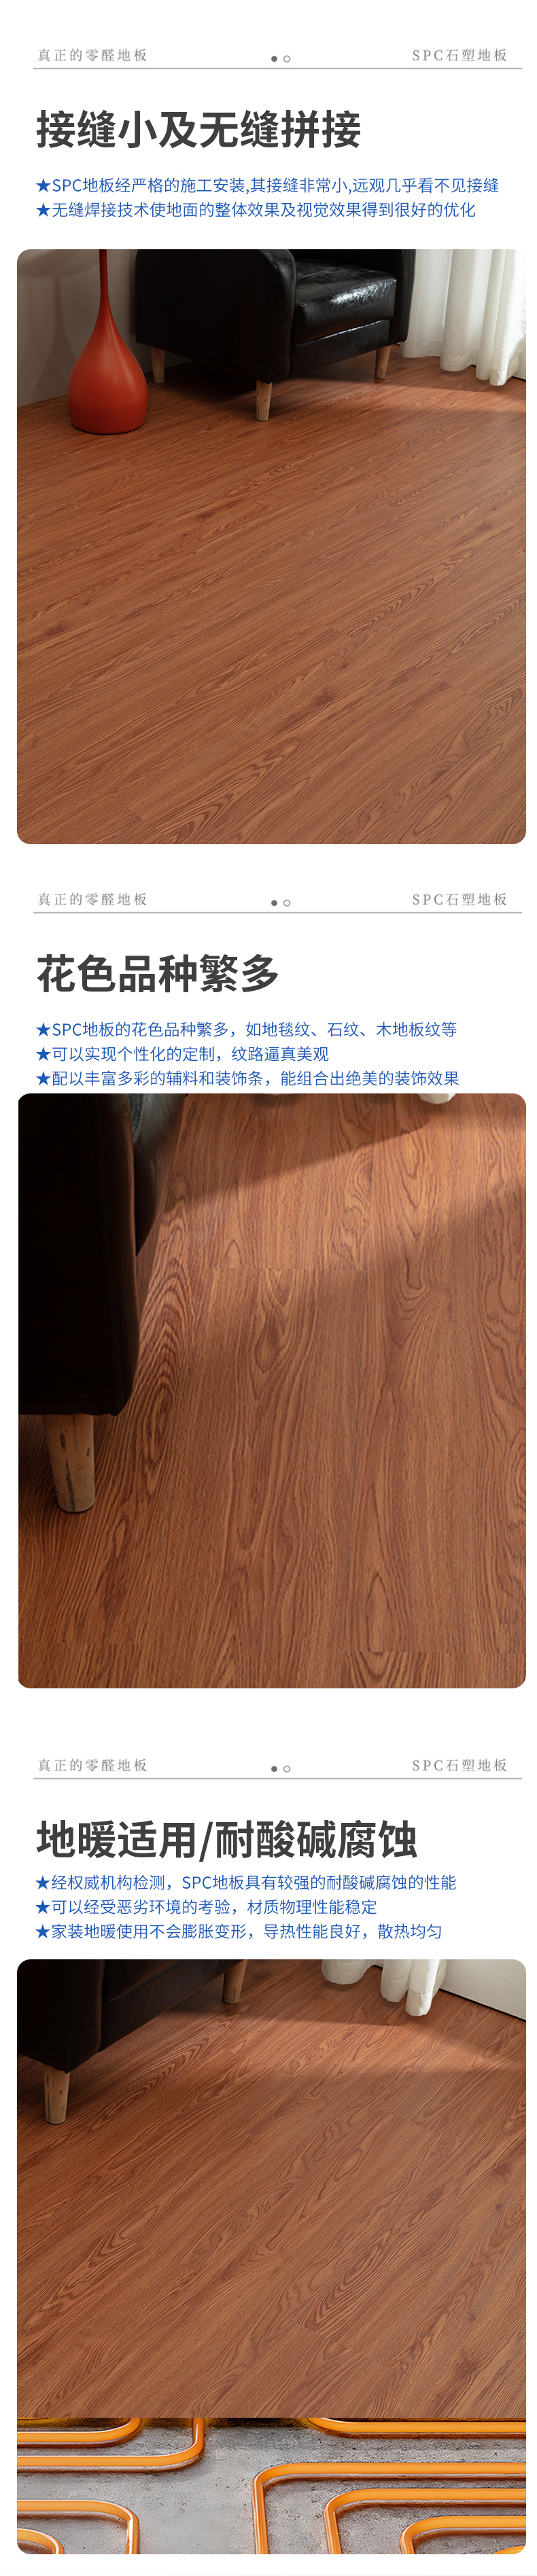 真正的零醛地板
SPC石塑地板
接缝小及无缝拼接
★SPC地板经严格的施工安装,其接缝非常小,远观几乎看不见接缝
★无缝焊接技术使地面的整体效果及视觉效果得到很好的优化
真正的零醛地板
SPC石塑地板
花色品种繁多
★SPC地板的花色品种繁多，如地毯纹、石纹、木地板纹等
★可以实现个性化的定制，纹路逼真美观
★配以丰富多彩的辅料和装饰条，能组合出绝美的装饰效果
真正的零醛地板
SPC石塑地板
地暖适用/耐酸碱腐蚀
★经权威机构检测，SPC地板具有较强的耐酸碱腐蚀的性能
★可以经受恶劣环境的考验，材质物理性能稳定
★家装地暖使用不会膨胀变形，导热性能良好，散热均匀